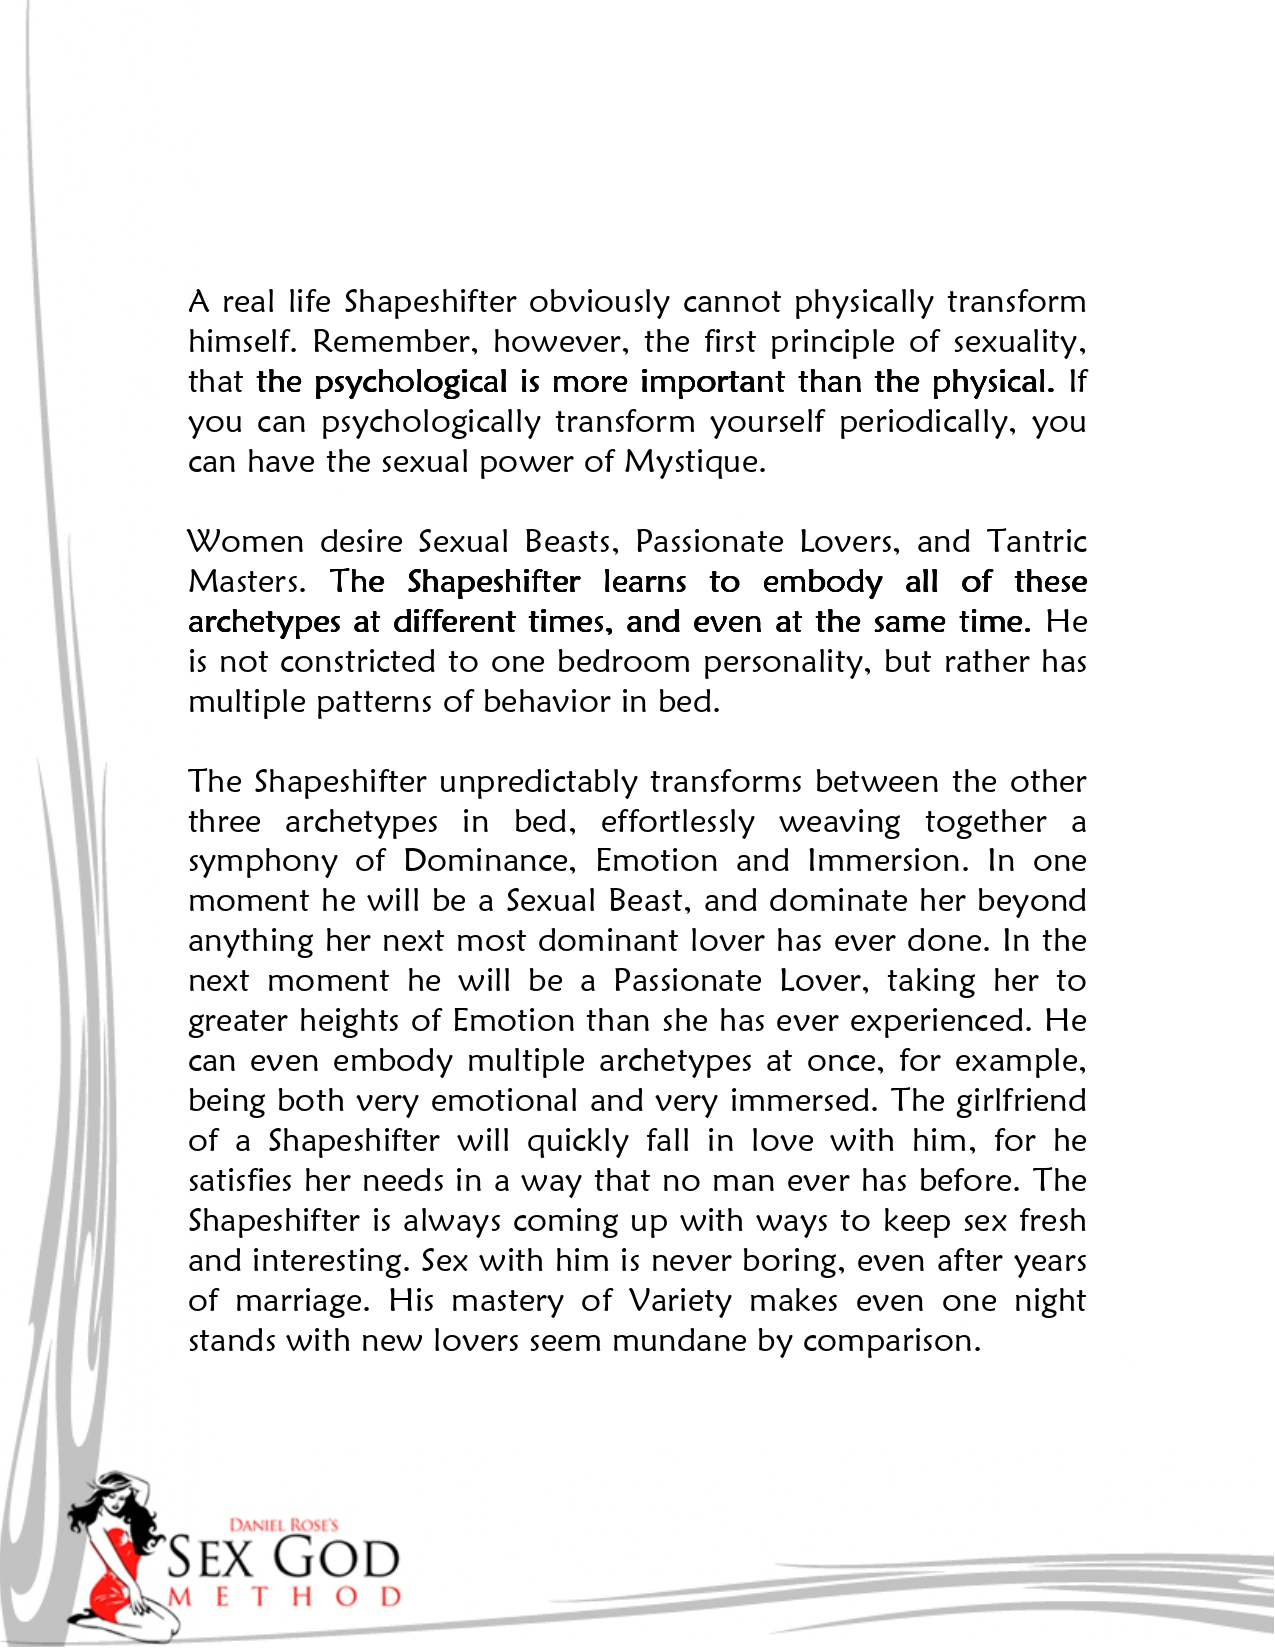 A real life Shapeshifter obviously cannot physically transform
himself. Remember, however, the first principle of sexuality,
that the psychological is more important than the physical. If
you can psychologically transform yourself periodically, you
can have the sexual power of Mystique.
Women desire Sexual Beasts, Passionate Lovers, and Tantric
Masters. The Shapeshifter learns to embody all of these
archetypes at different times, and even at the same time. He
is not constricted to one bedroom personality, but rather has
multiple patterns of behavior in bed.
The Shapeshifter unpredictably transforms between the other
three archetypes in bed, effortlessly weaving together a
symphony of Dominance, Emotion and Immersion. In one
moment he will be a Sexual Beast, and dominate her beyond
anything her next most dominant lover has ever done. In the
next moment he will be a Passionate Lover, taking her to
greater heights of Emotion than she has ever experienced. He
can even embody multiple archetypes at once, for example,
being both very emotional and very immersed. The girlfriend
of a Shapeshifter will quickly fall in love with him, for he
satisfies her needs in a way that no man ever has before. The
Shapeshifter is always coming up with ways to keep sex fresh
and interesting. Sex with him is never boring, even after years
of marriage. His mastery of Variety makes even one night
stands with new lovers seem mundane by comparison.
DANIEL ROSE'S
SEX GOD
METHOD